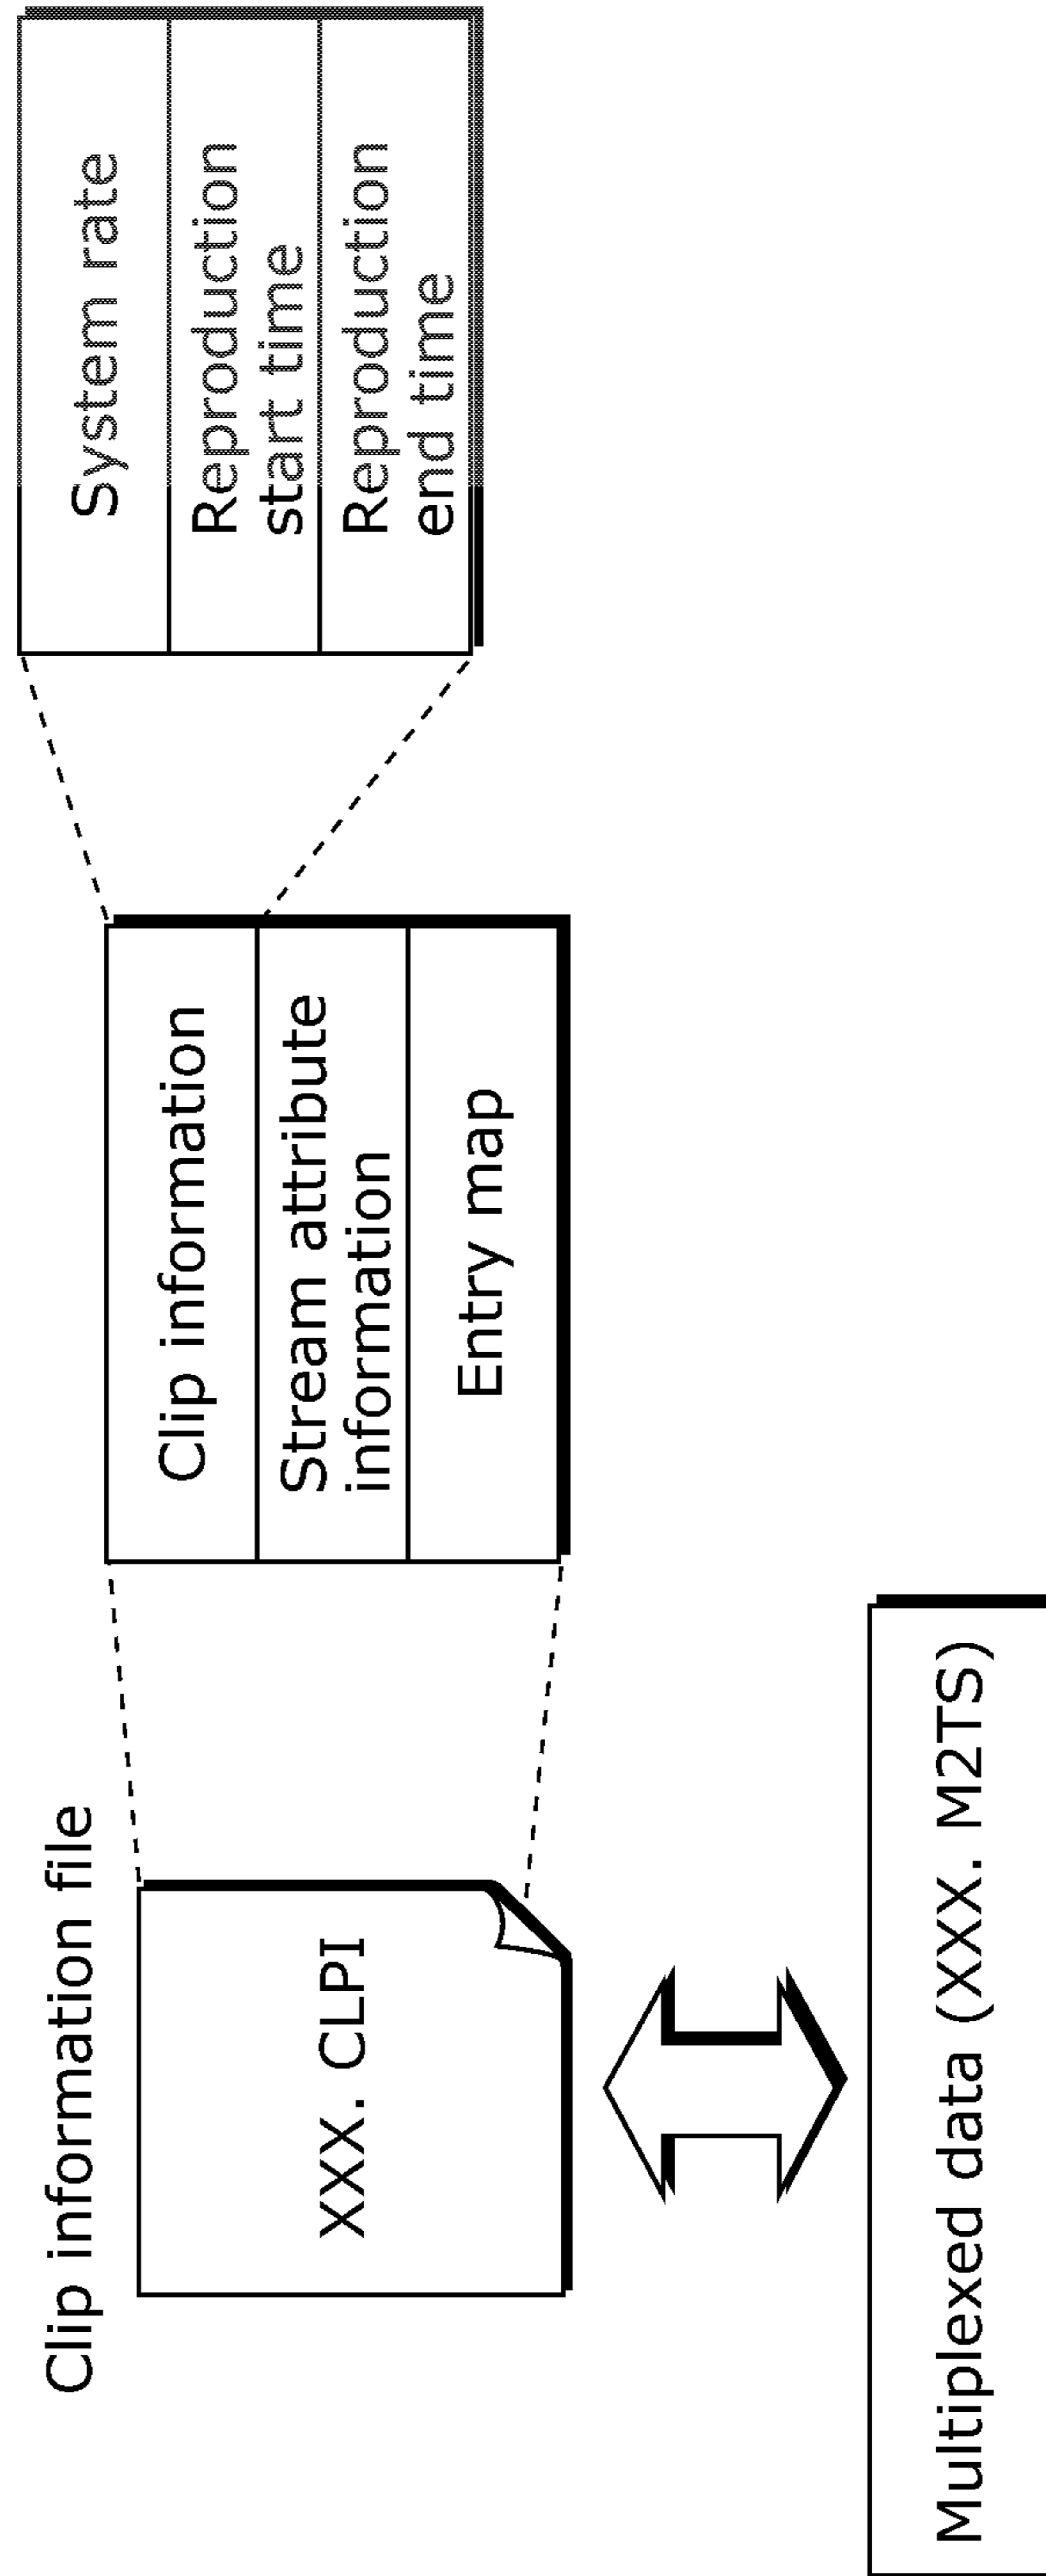 Clip information file
XXX. CLPI
Clip information
Stream attribute
information
Entry map
System rate
Reproduction
start time
Reproduction
end time
Multiplexed data (XXX. M2TS)